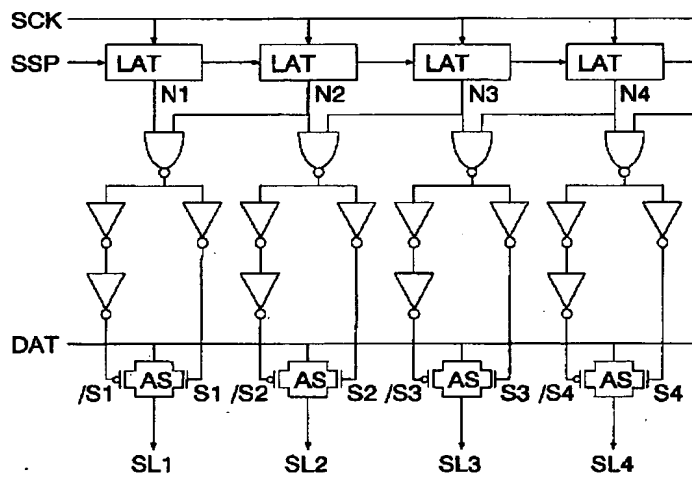 SCK
SSP LAT LAT LAT LAT
N1 N2 N3 N4
DAT
/S1 AS S1 /S2 AS S2 /S3 AS S3 /S4 AS S4
SL1 SL2 SL3 SL4